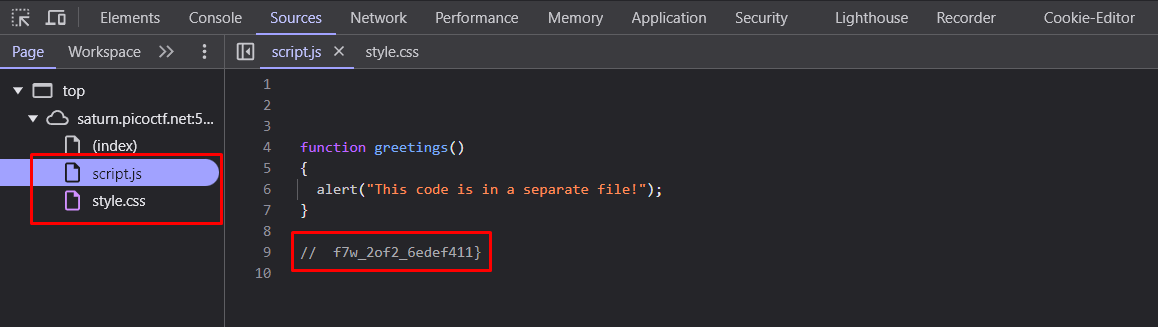 Elements Console Sources Network Performance Memory Application Security Lighthouse Recorder Cookie-Editor
Page Workspace script.js style.css
top
saturn.picoctf.net:5...
(index)
script.js
style.css
1
2
3
4 function greetings()
5 {
6 alert("This code is in a separate file!");
7 }
8
9 // f7w_2of2_6edef411}
10